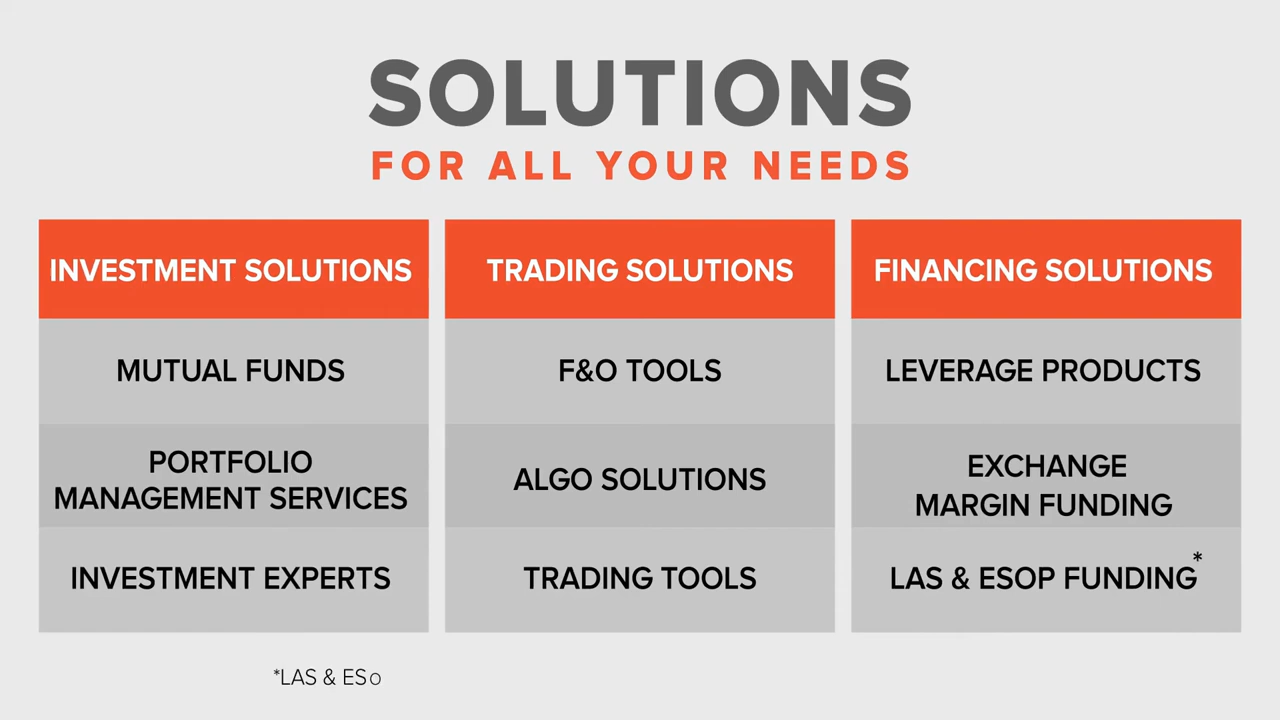 SOLUTIONS
FOR ALL YOUR NEEDS
INVESTMENT SOLUTIONS
MUTUAL FUNDS
PORTFOLIO
MANAGEMENT SERVICES
INVESTMENT EXPERTS
TRADING SOLUTIONS
F&O TOOLS
ALGO SOLUTIONS
TRADING TOOLS
FINANCING SOLUTIONS
LEVERAGE PRODUCTS
EXCHANGE
MARGIN FUNDING
LAS & ESOP FUNDING*
*LAS & ESO